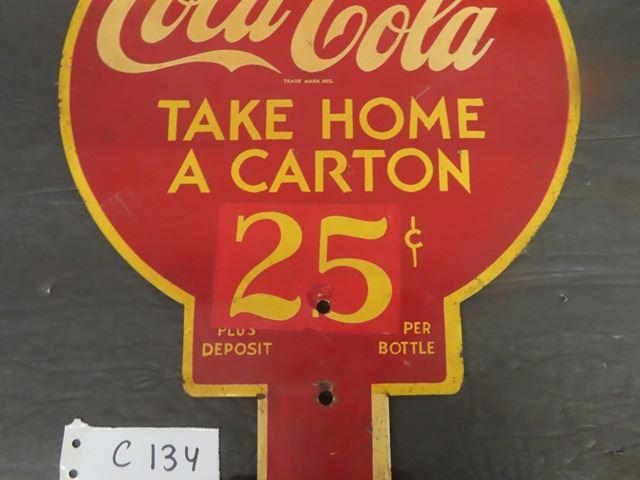 Coca-Cola
TRADE MARK REG.
TAKE HOME
A CARTON
25¢
PLUS DEPOSIT
PER BOTTLE
C 134